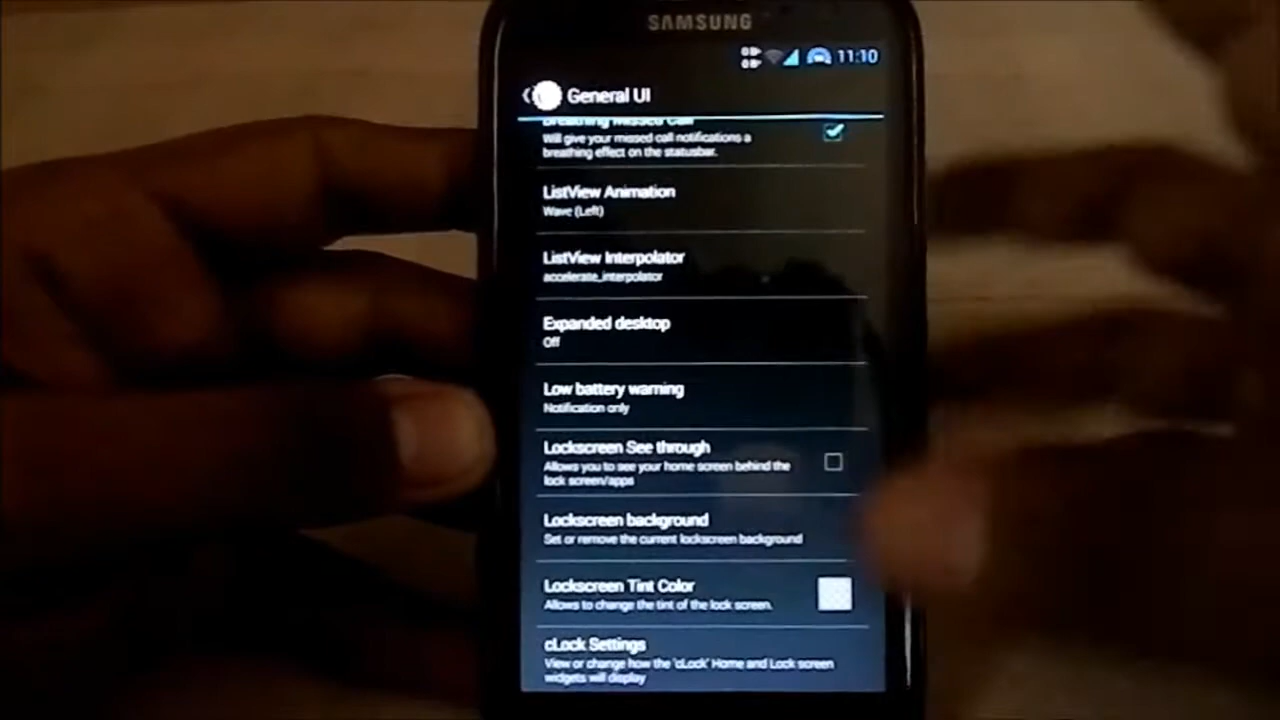 SAMSUNG
11:10
General UI
Breathing Missed Call
Will give your missed call notifications a
breathing effect on the statusbar.
ListView Animation
Wave (Left)
ListView Interpolator
accelerate_interpolator
Expanded desktop
Off
Low battery warning
Notification only
Lockscreen See through
Allows you to see your home screen behind the
lock screen/apps
Lockscreen background
Set or remove the current lockscreen background
Lockscreen Tint Color
Allows to change the tint of the lock screen.
cLock Settings
View or change how the 'cLock' Home and Lock screen
widgets will display